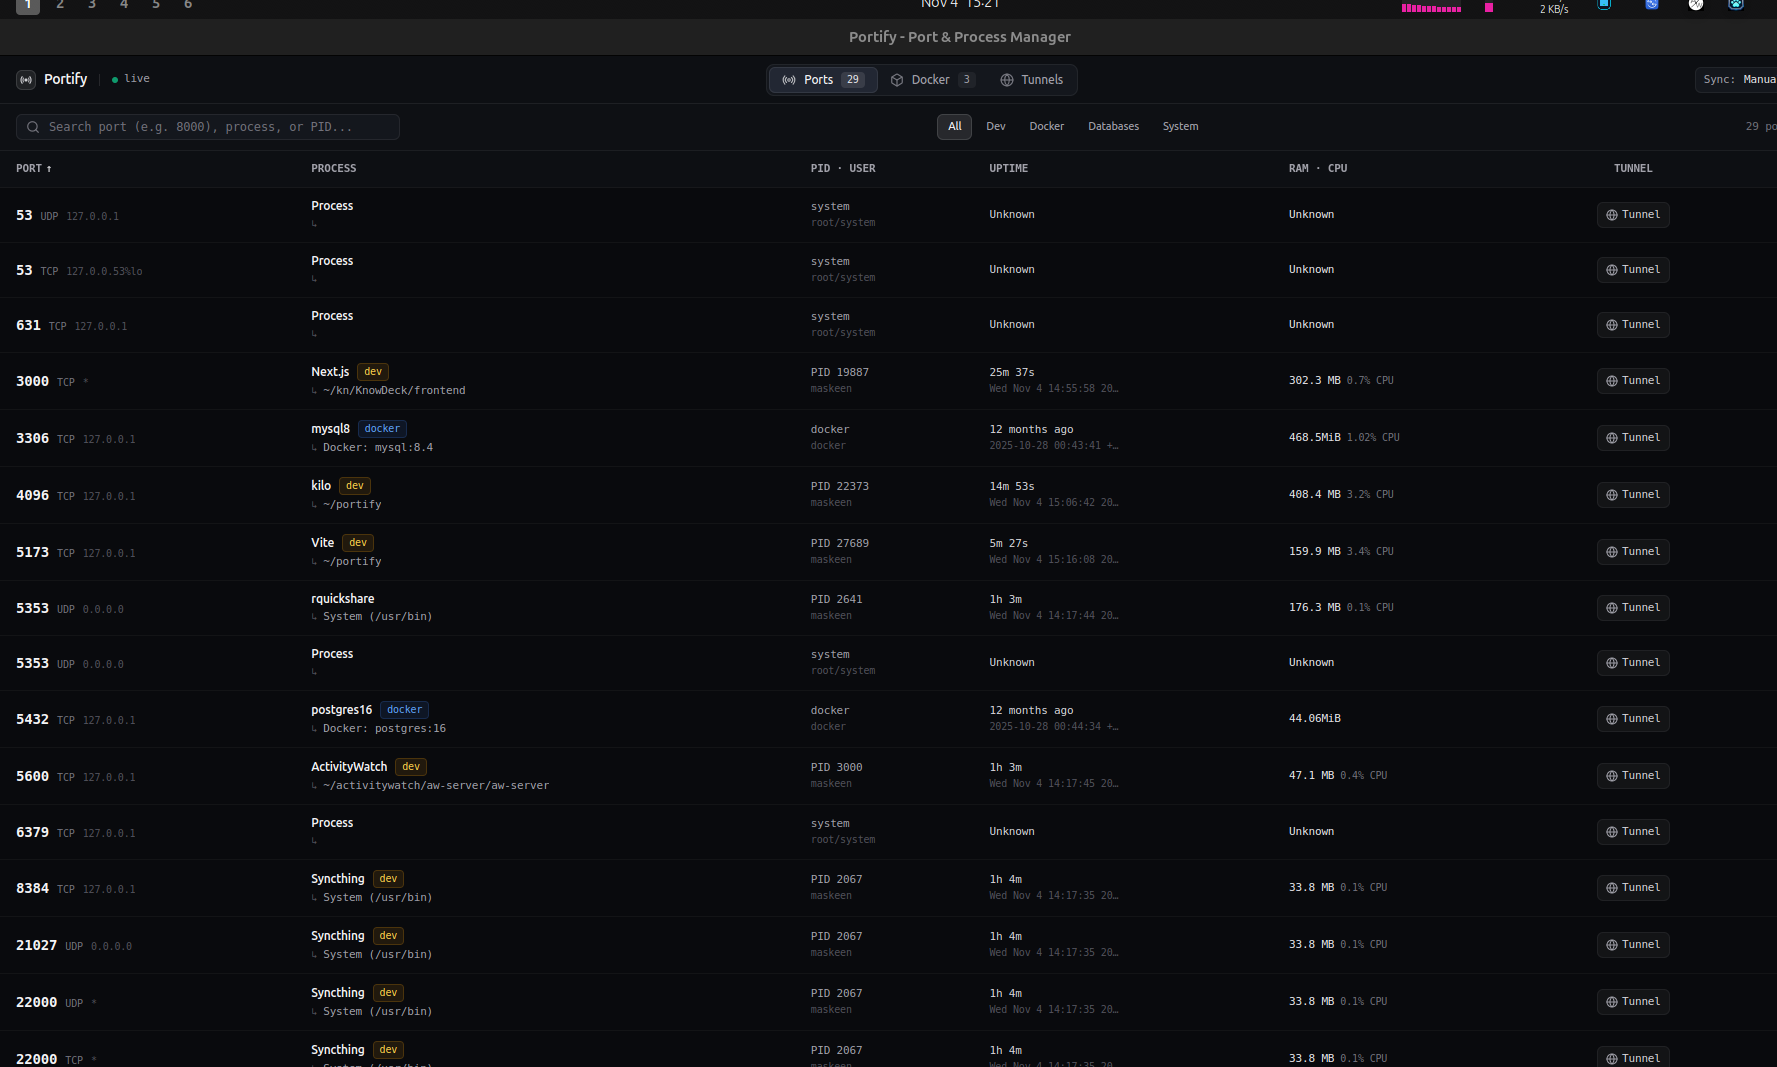 1 2 3 4 5 6 Nov 4 15:21 2 KB/s
Portify - Port & Process Manager
Portify live Ports 29 Docker 3 Tunnels Sync: Manua
Search port (e.g. 8000), process, or PID... All Dev Docker Databases System 29 po
PORT ↑ PROCESS PID · USER UPTIME RAM · CPU TUNNEL
53 UDP 127.0.0.1 Process system Unknown Unknown Tunnel
↳ root/system
53 TCP 127.0.0.53%lo Process system Unknown Unknown Tunnel
↳ root/system
631 TCP 127.0.0.1 Process system Unknown Unknown Tunnel
↳ root/system
3000 TCP * Next.js dev PID 19887 25m 37s 302.3 MB 0.7% CPU Tunnel
↳ ~/kn/KnowDeck/frontend maskeen Wed Nov 4 14:55:58 20…
3306 TCP 127.0.0.1 mysql8 docker docker 12 months ago 468.5MiB 1.02% CPU Tunnel
↳ Docker: mysql:8.4 docker 2025-10-28 00:43:41 +…
4096 TCP 127.0.0.1 kilo dev PID 22373 14m 53s 408.4 MB 3.2% CPU Tunnel
↳ ~/portify maskeen Wed Nov 4 15:06:42 20…
5173 TCP 127.0.0.1 Vite dev PID 27689 5m 27s 159.9 MB 3.4% CPU Tunnel
↳ ~/portify maskeen Wed Nov 4 15:16:08 20…
5353 UDP 0.0.0.0 rquickshare PID 2641 1h 3m 176.3 MB 0.1% CPU Tunnel
↳ System (/usr/bin) maskeen Wed Nov 4 14:17:44 20…
5353 UDP 0.0.0.0 Process system Unknown Unknown Tunnel
↳ root/system
5432 TCP 127.0.0.1 postgres16 docker docker 12 months ago 44.06MiB Tunnel
↳ Docker: postgres:16 docker 2025-10-28 00:44:34 +…
5600 TCP 127.0.0.1 ActivityWatch dev PID 3000 1h 3m 47.1 MB 0.4% CPU Tunnel
↳ ~/activitywatch/aw-server/aw-server maskeen Wed Nov 4 14:17:45 20…
6379 TCP 127.0.0.1 Process system Unknown Unknown Tunnel
↳ root/system
8384 TCP 127.0.0.1 Syncthing dev PID 2067 1h 4m 33.8 MB 0.1% CPU Tunnel
↳ System (/usr/bin) maskeen Wed Nov 4 14:17:35 20…
21027 UDP 0.0.0.0 Syncthing dev PID 2067 1h 4m 33.8 MB 0.1% CPU Tunnel
↳ System (/usr/bin) maskeen Wed Nov 4 14:17:35 20…
22000 UDP * Syncthing dev PID 2067 1h 4m 33.8 MB 0.1% CPU Tunnel
↳ System (/usr/bin) maskeen Wed Nov 4 14:17:35 20…
22000 TCP * Syncthing dev PID 2067 1h 4m 33.8 MB 0.1% CPU Tunnel
↳ System (/usr/bin) maskeen Wed Nov 4 14:17:35 20…